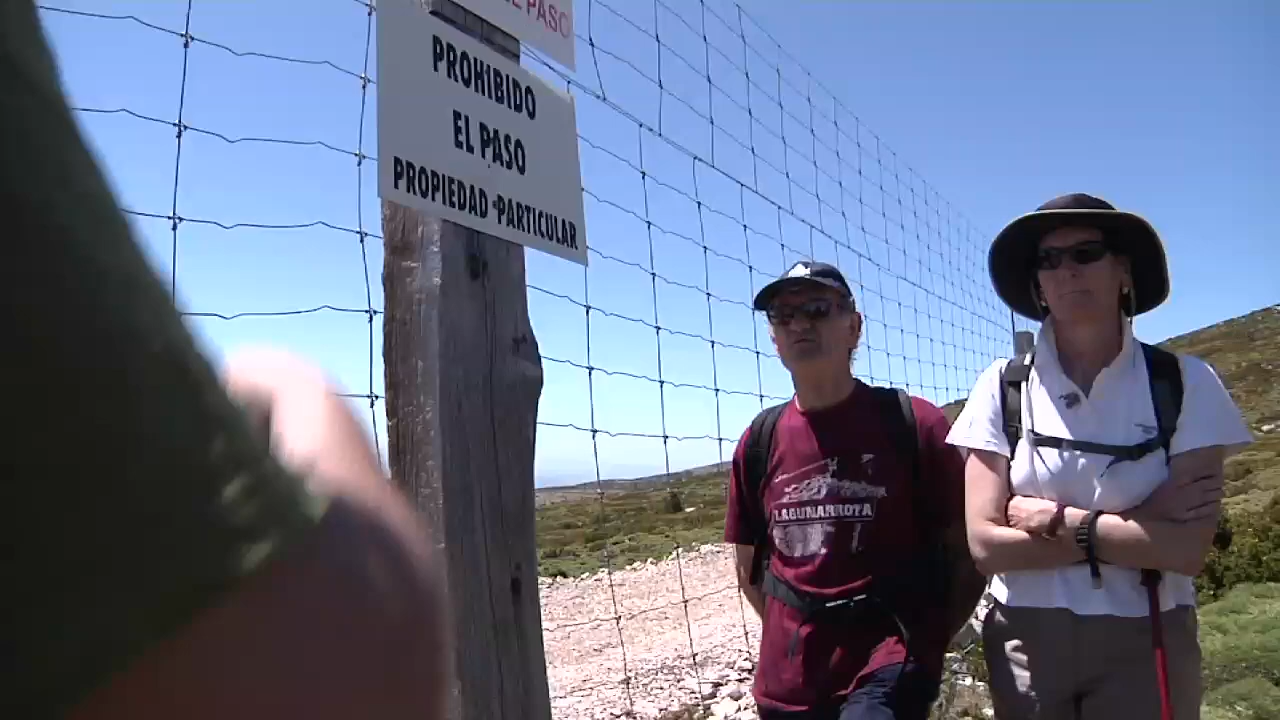 EL PASO
PROHIBIDO
EL PASO
PROPIEDAD PARTICULAR
LAGUNARROTA